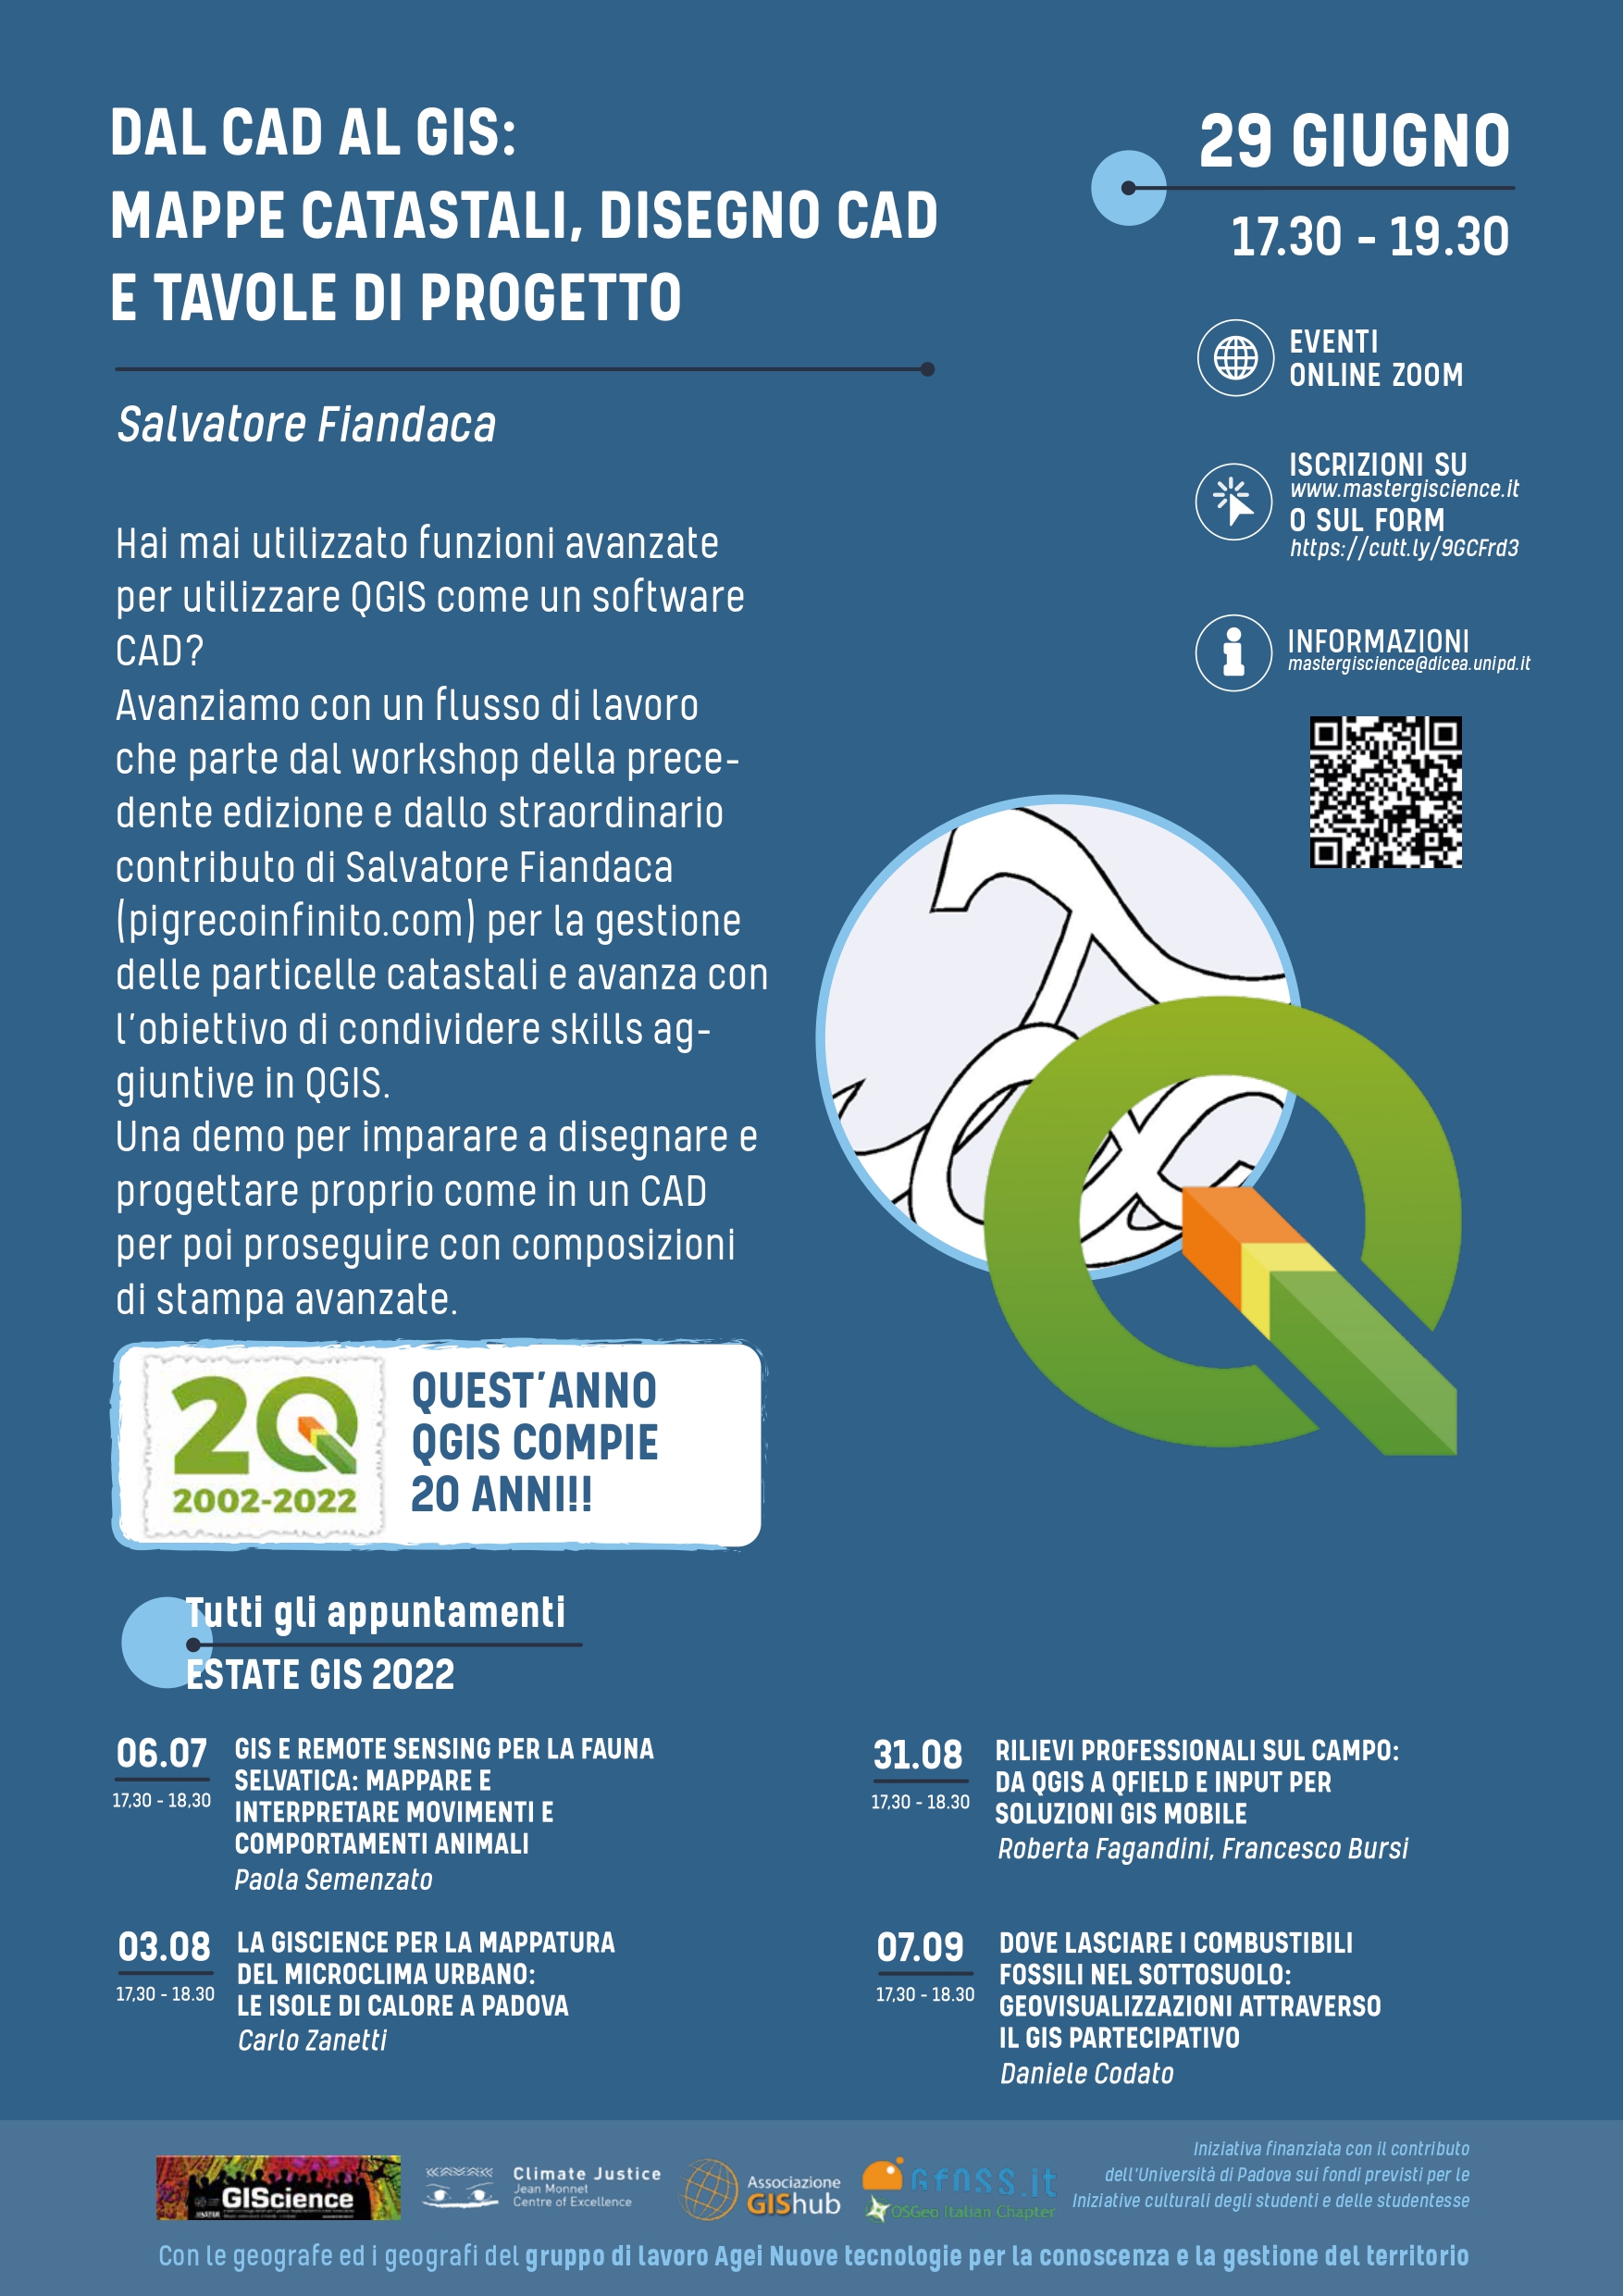 DAL CAD AL GIS:
MAPPE CATASTALI, DISEGNO CAD
E TAVOLE DI PROGETTO
Salvatore Fiandaca
29 GIUGNO
17.30 - 19.30
EVENTI
ONLINE ZOOM
ISCRIZIONI SU
www.mastergiscience.it
O SUL FORM
https://cutt.ly/9GCFrd3
INFORMAZIONI
mastergiscience@dicea.unipd.it
Hai mai utilizzato funzioni avanzate
per utilizzare QGIS come un software
CAD?
Avanziamo con un flusso di lavoro
che parte dal workshop della prece-
dente edizione e dallo straordinario
contributo di Salvatore Fiandaca
(pigrecoinfinito.com) per la gestione
delle particelle catastali e avanza con
l'obiettivo di condividere skills ag-
giuntive in QGIS.
Una demo per imparare a disegnare e
progettare proprio come in un CAD
per poi proseguire con composizioni
di stampa avanzate.
2Q
2002-2022
QUEST'ANNO
QGIS COMPIE
20 ANNI!!
Tutti gli appuntamenti
ESTATE GIS 2022
06.07
17,30 - 18,30
GIS E REMOTE SENSING PER LA FAUNA
SELVATICA: MAPPARE E
INTERPRETARE MOVIMENTI E
COMPORTAMENTI ANIMALI
Paola Semenzato
03.08
17,30 - 18.30
LA GISCIENCE PER LA MAPPATURA
DEL MICROCLIMA URBANO:
LE ISOLE DI CALORE A PADOVA
Carlo Zanetti
31.08
17,30 - 18.30
RILIEVI PROFESSIONALI SUL CAMPO:
DA QGIS A QFIELD E INPUT PER
SOLUZIONI GIS MOBILE
Roberta Fagandini, Francesco Bursi
07.09
17,30 - 18.30
DOVE LASCIARE I COMBUSTIBILI
FOSSILI NEL SOTTOSUOLO:
GEOVISUALIZZAZIONI ATTRAVERSO
IL GIS PARTECIPATIVO
Daniele Codato
GIScience
Climate Justice
Jean Monnet
Centre of Excellence
Associazione
GIShub
GFOSS.it
OSGeo Italian Chapter
Iniziativa finanziata con il contributo
dell'Università di Padova sui fondi previsti per le
Iniziative culturali degli studenti e delle studentesse
Con le geografe ed i geografi del gruppo di lavoro Agei Nuove tecnologie per la conoscenza e la gestione del territorio